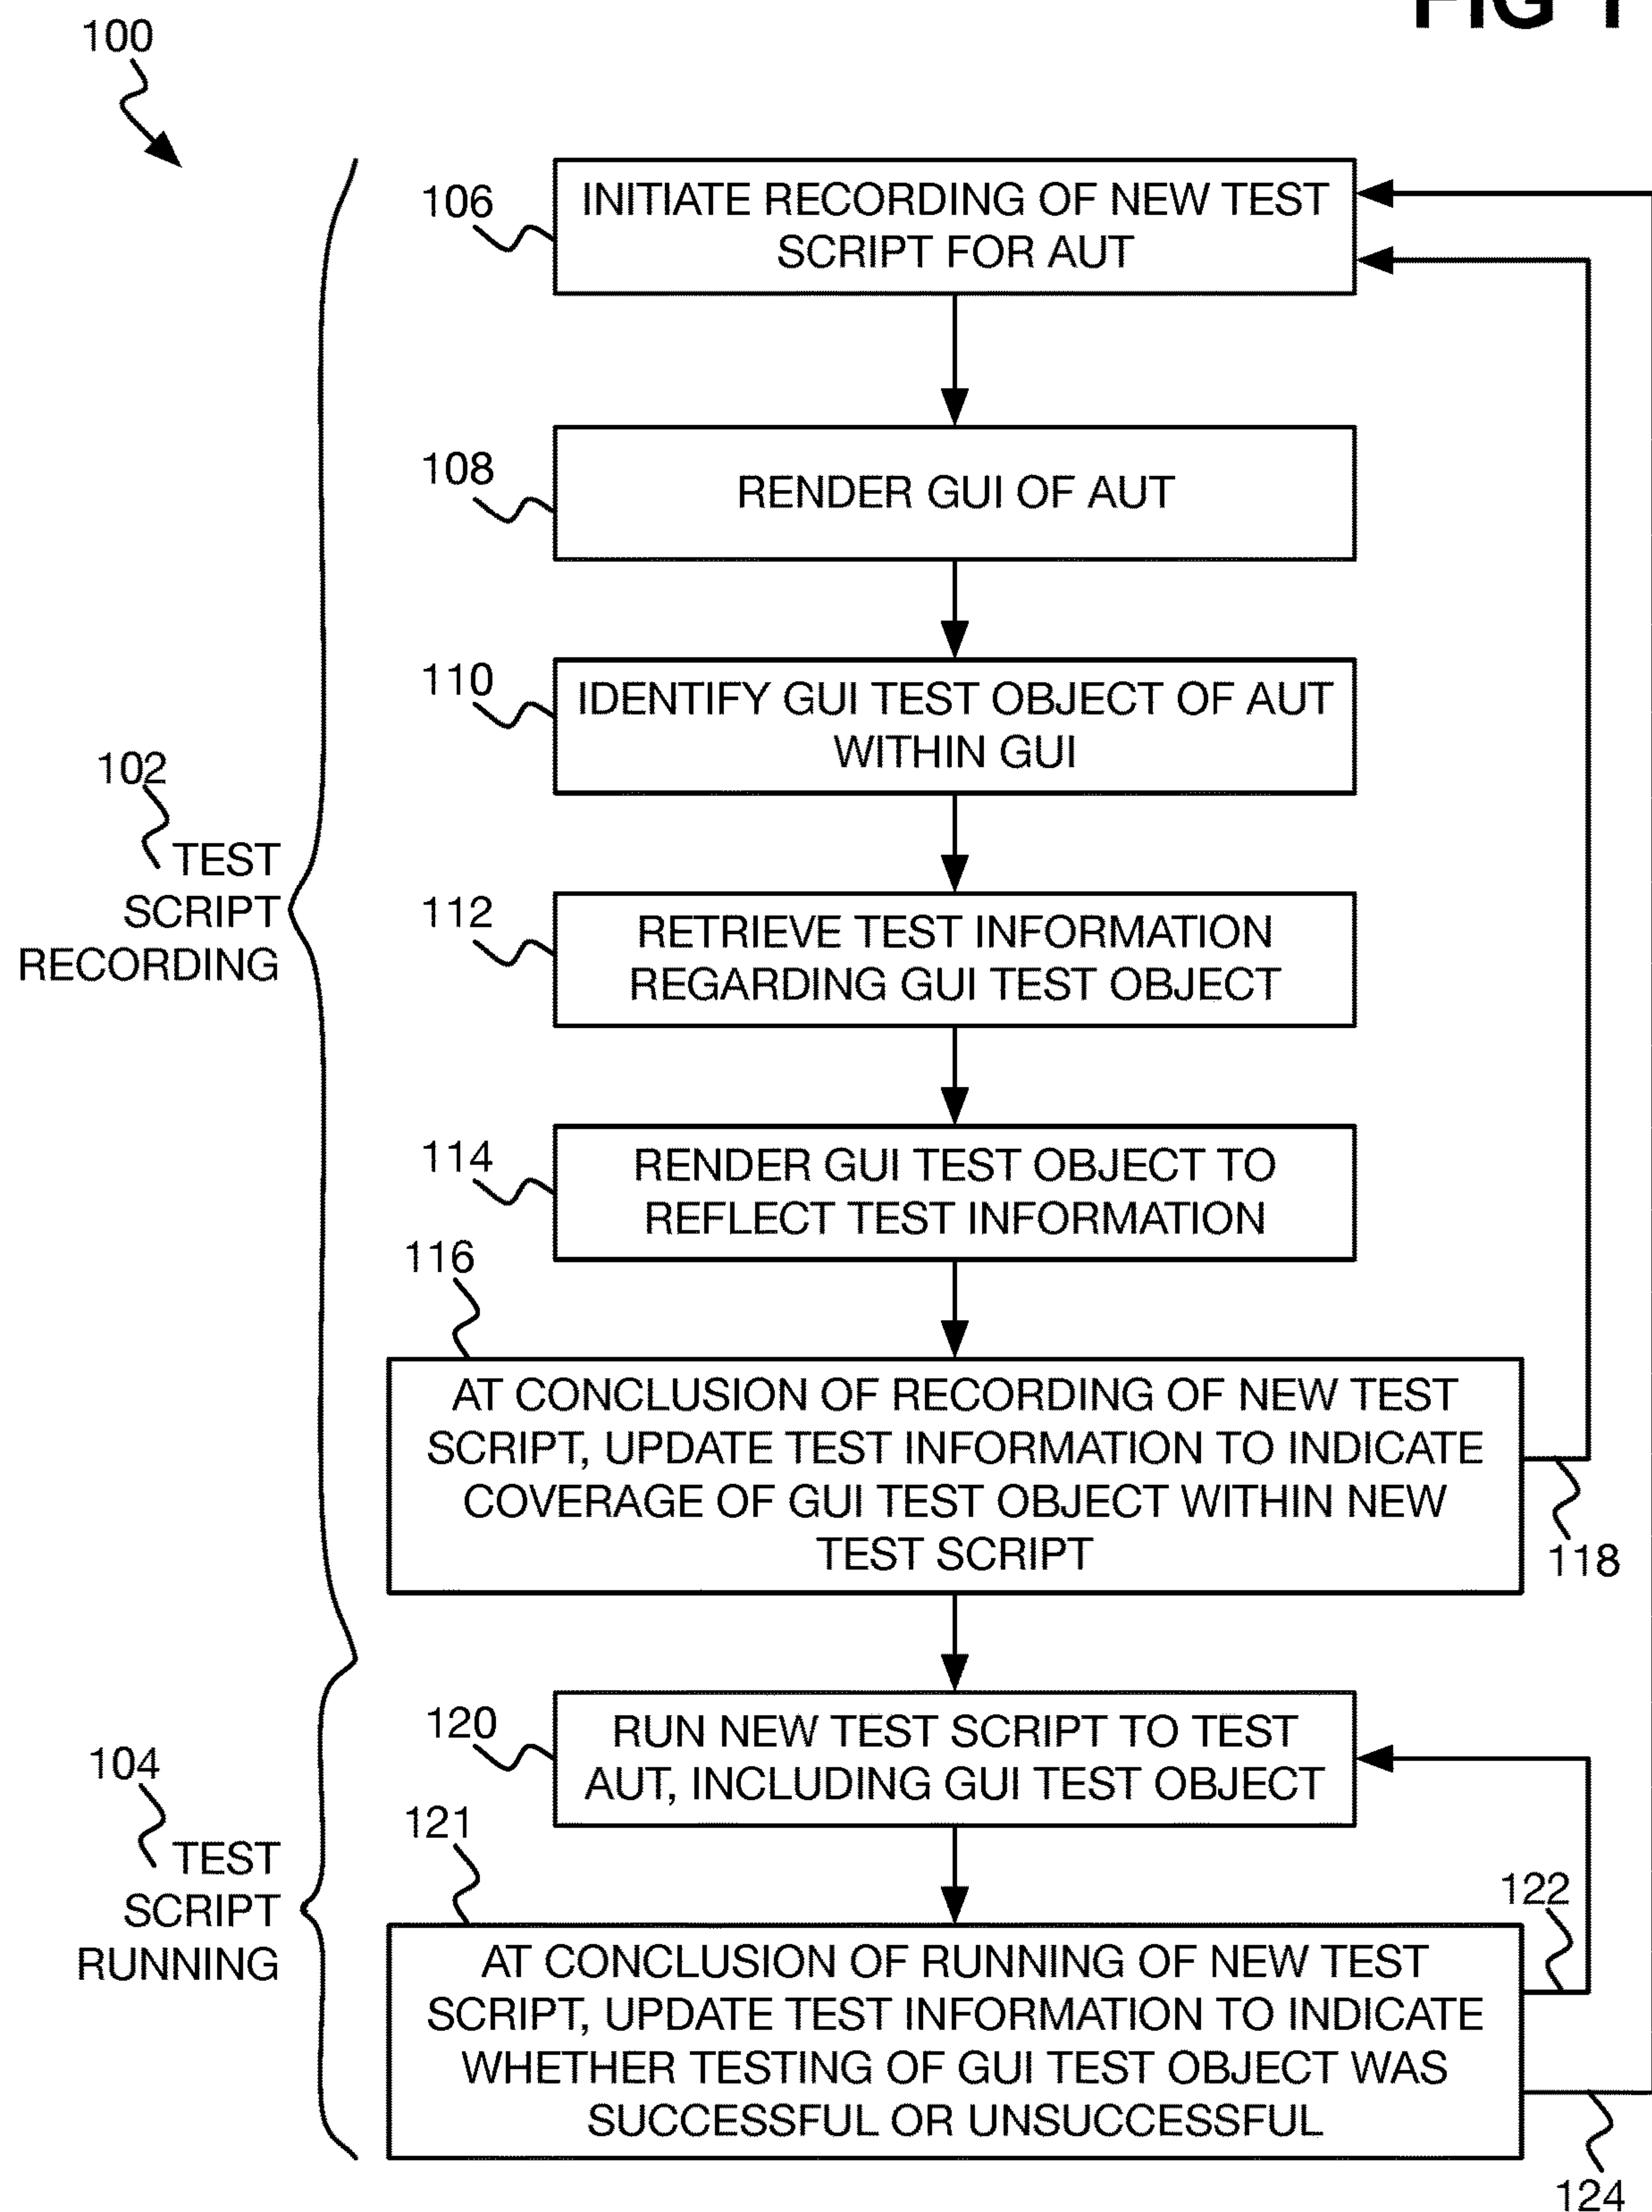 FIG 1
100
106
INITIATE RECORDING OF NEW TEST
SCRIPT FOR AUT
108
RENDER GUI OF AUT
110
IDENTIFY GUI TEST OBJECT OF AUT
WITHIN GUI
102
TEST
SCRIPT
RECORDING
112
RETRIEVE TEST INFORMATION
REGARDING GUI TEST OBJECT
114
RENDER GUI TEST OBJECT TO
REFLECT TEST INFORMATION
116
AT CONCLUSION OF RECORDING OF NEW TEST
SCRIPT, UPDATE TEST INFORMATION TO INDICATE
COVERAGE OF GUI TEST OBJECT WITHIN NEW
TEST SCRIPT
118
120
RUN NEW TEST SCRIPT TO TEST
AUT, INCLUDING GUI TEST OBJECT
104
TEST
SCRIPT
RUNNING
121
122
AT CONCLUSION OF RUNNING OF NEW TEST
SCRIPT, UPDATE TEST INFORMATION TO INDICATE
WHETHER TESTING OF GUI TEST OBJECT WAS
SUCCESSFUL OR UNSUCCESSFUL
124